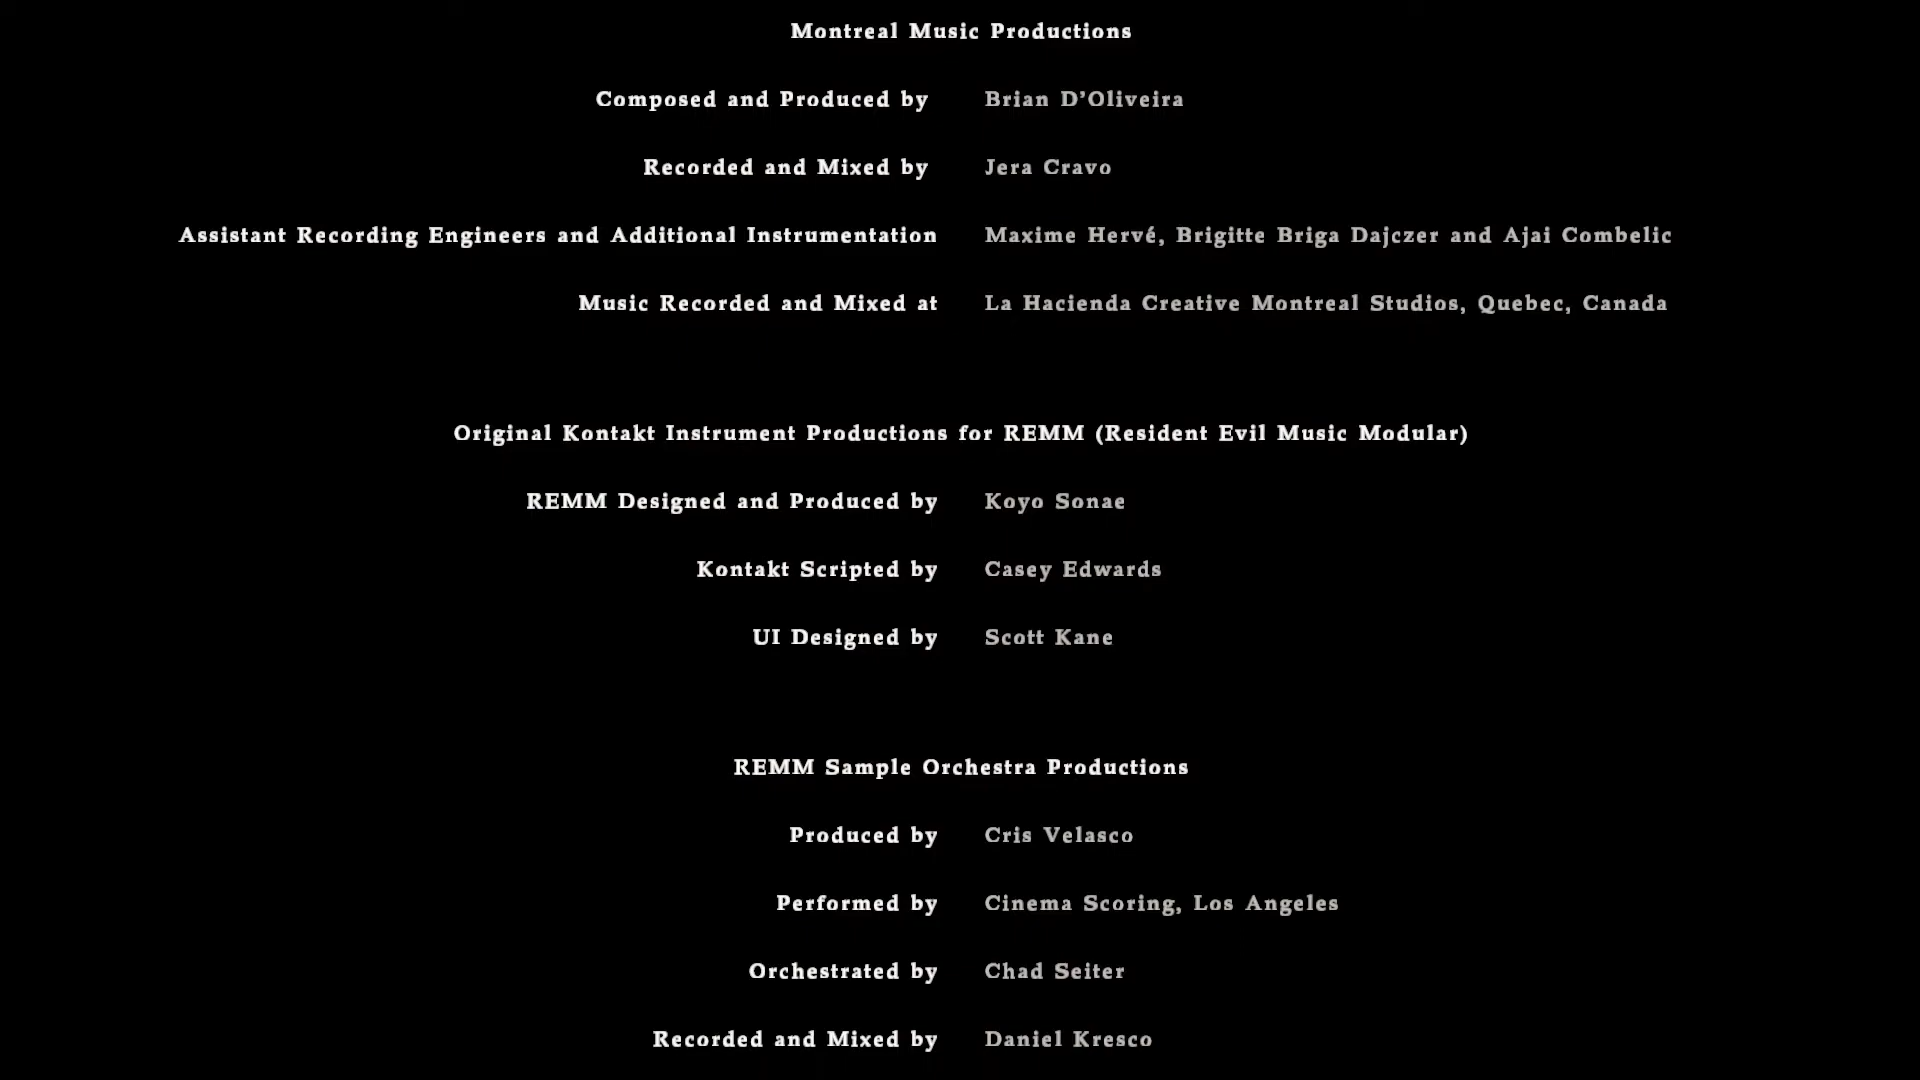 Montreal Music Productions
Composed and Produced by Brian D’Oliveira
Recorded and Mixed by Jera Cravo
Assistant Recording Engineers and Additional Instrumentation Maxime Hervé, Brigitte Briga Dajczer and Ajai Combelic
Music Recorded and Mixed at La Hacienda Creative Montreal Studios, Quebec, Canada
Original Kontakt Instrument Productions for REMM (Resident Evil Music Modular)
REMM Designed and Produced by Koyo Sonae
Kontakt Scripted by Casey Edwards
UI Designed by Scott Kane
REMM Sample Orchestra Productions
Produced by Cris Velasco
Performed by Cinema Scoring, Los Angeles
Orchestrated by Chad Seiter
Recorded and Mixed by Daniel Kresco